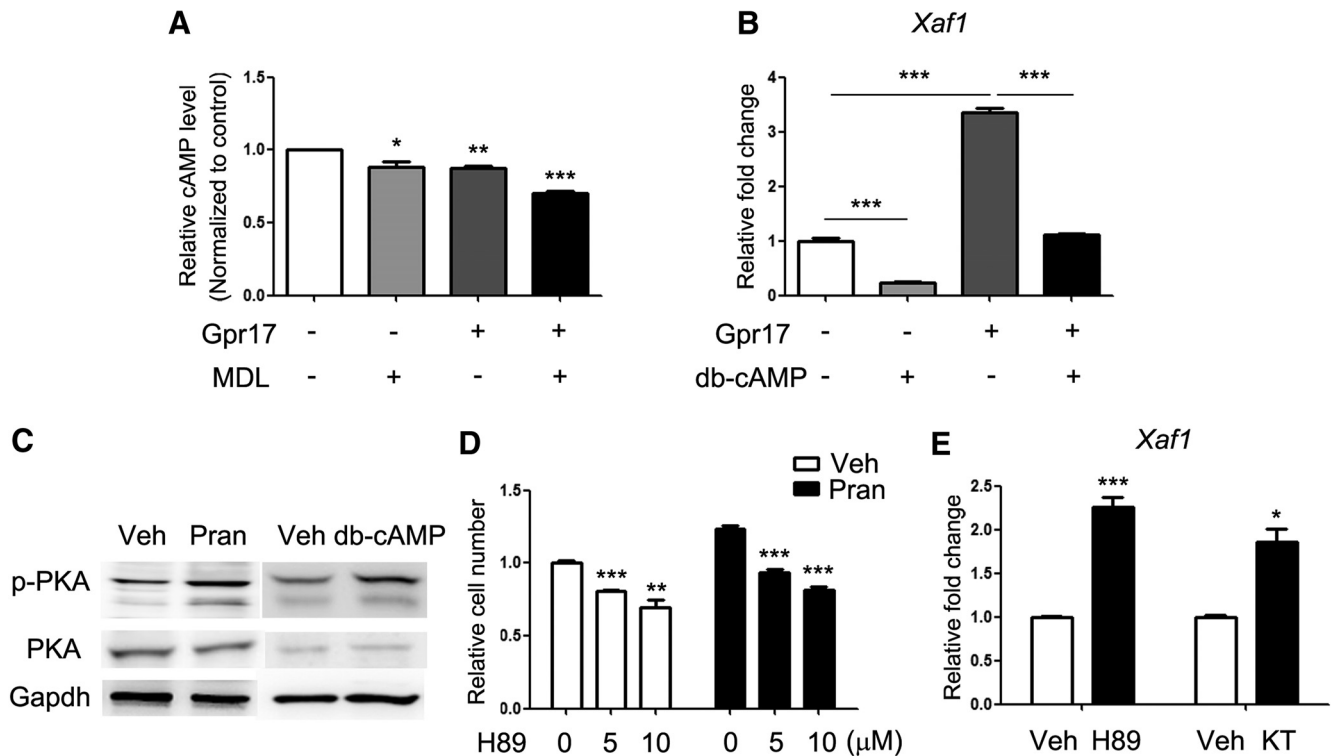 A
Relative cAMP level
(Normalized to control)
1.5
1.0
0.5
0.0
* ** ***
Gpr17 - - + +
MDL - + - +
B
Xaf1
Relative fold change
4
3
2
1
0
*** *** ***
Gpr17 - - + +
db-cAMP - + - +
C
Veh Pran Veh db-cAMP
p-PKA
PKA
Gapdh
D
Veh
Pran
Relative cell number
1.5
1.0
0.5
0.0
*** ** *** ***
H89 0 5 10 0 5 10 (μM)
E
Xaf1
Relative fold change
2.5
2.0
1.5
1.0
0.5
0.0
*** *
Veh H89 Veh KT